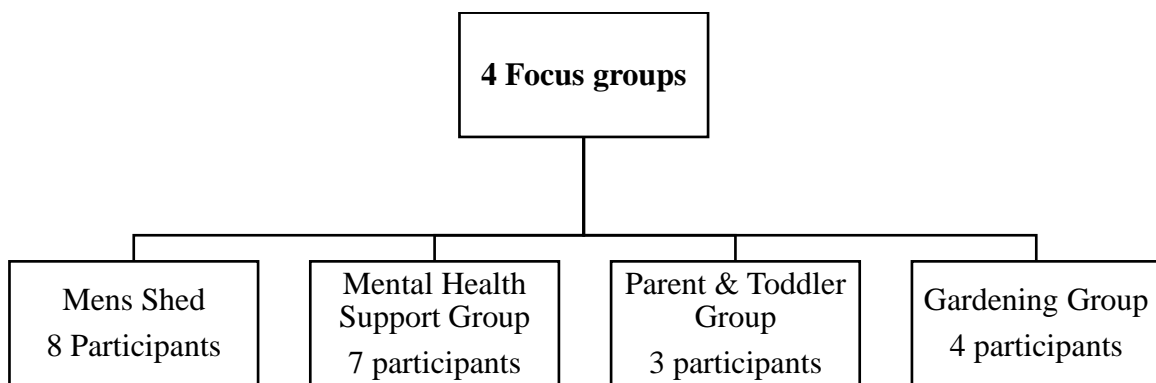 4 Focus groups
Mens Shed
8 Participants
Mental Health
Support Group
7 participants
Parent & Toddler
Group
3 participants
Gardening Group
4 participants